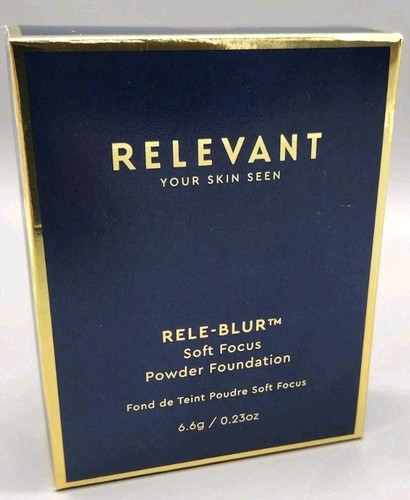 RELEVANT
YOUR SKIN SEEN
RELE-BLUR™
Soft Focus
Powder Foundation
Fond de Teint Poudre Soft Focus
6.6g / 0.23oz